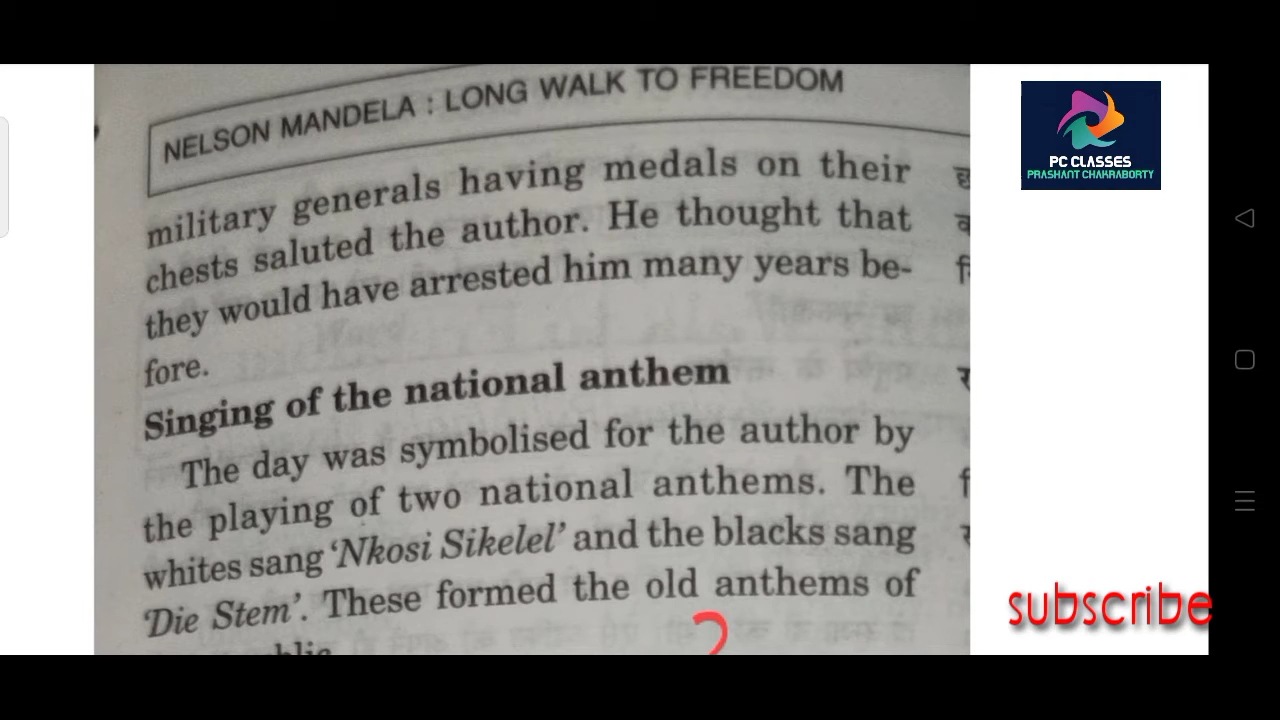 NELSON MANDELA : LONG WALK TO FREEDOM
military generals having medals on their
chests saluted the author. He thought that
they would have arrested him many years be-
fore.
Singing of the national anthem
The day was symbolised for the author by
the playing of two national anthems. The
whites sang ‘Nkosi Sikelel’ and the blacks sang
‘Die Stem’. These formed the old anthems of
PC CLASSES
PRASHANT CHAKRABORTY
subscribe